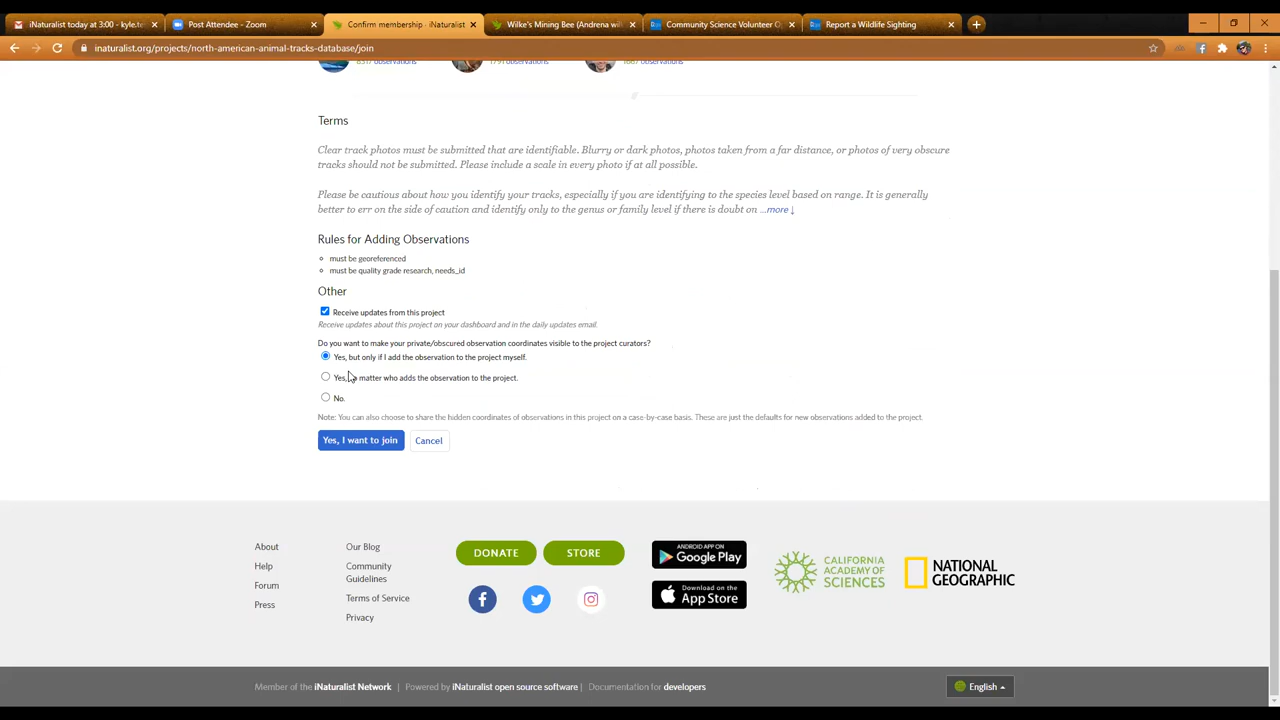 iNaturalist today at 3:00 - kyle.te
Post Attendee - Zoom
Confirm membership · iNaturalist
Wilke's Mining Bee (Andrena wil
Community Science Volunteer O
Report a Wildlife Sighting
inaturalist.org/projects/north-american-animal-tracks-database/join
observations
observations
observations
Terms
Clear track photos must be submitted that are identifiable. Blurry or dark photos, photos taken from a far distance, or photos of very obscure
tracks should not be submitted. Please include a scale in every photo if at all possible.
Please be cautious about how you identify your tracks, especially if you are identifying to the species level based on range. It is generally
better to err on the side of caution and identify only to the genus or family level if there is doubt on ...more ↓
Rules for Adding Observations
must be georeferenced
must be quality grade research, needs_id
Other
Receive updates from this project
Receive updates about this project on your dashboard and in the daily updates email.
Do you want to make your private/obscured observation coordinates visible to the project curators?
Yes, but only if I add the observation to the project myself.
Yes, matter who adds the observation to the project.
No.
Note: You can also choose to share the hidden coordinates of observations in this project on a case-by-case basis. These are just the defaults for new observations added to the project.
Yes, I want to join
Cancel
About
Help
Forum
Press
Our Blog
Community
Guidelines
Terms of Service
Privacy
DONATE
STORE
ANDROID APP ON
Google Play
Download on the
App Store
CALIFORNIA
ACADEMY OF
SCIENCES
NATIONAL
GEOGRAPHIC
Member of the iNaturalist Network | Powered by iNaturalist open source software | Documentation for developers
English